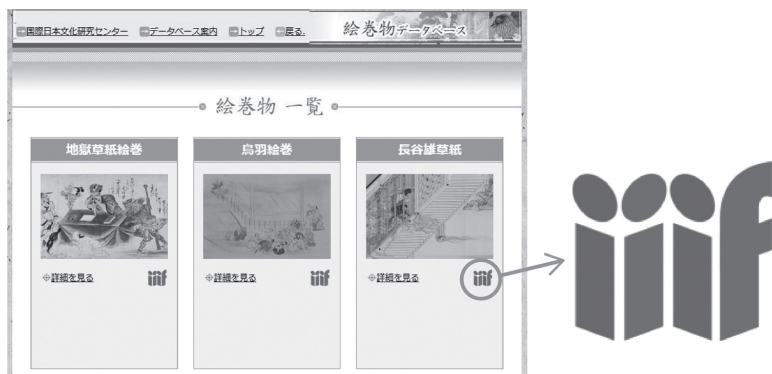 国際日本文化研究センター データベース案内 トップ 戻る. 絵巻物データベース
絵巻物 一覧
地獄草紙絵巻 鳥羽絵巻 長谷雄草紙
詳細を見る iiif 詳細を見る iiif 詳細を見る iiif
iiif